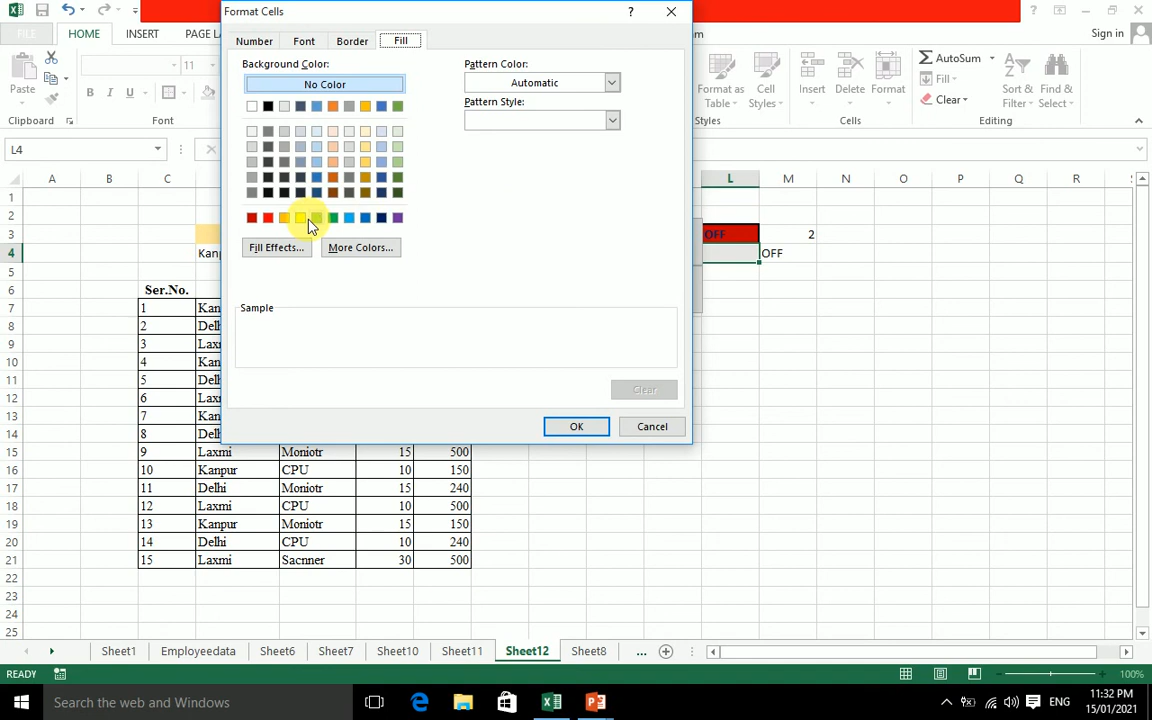 Format Cells
?
Sign in
FILE
HOME
INSERT
PAGE LA
Number
Font
Border
Fill
Background Color:
No Color
Pattern Color:
Automatic
Pattern Style:
Fill Effects...
More Colors...
Sample
Clear
OK
Cancel
Paste
11
B I U
Clipboard
Font
Format as
Table
Cell
Styles
Styles
Insert
Delete
Format
Cells
AutoSum
Fill
Clear
Sort &
Filter
Find &
Select
Editing
L4
A B C L M N O P Q R
1
2
3 OFF 2
4 Kanp OFF
5
6 Ser.No.
7 1 Kan
8 2 Delh
9 3 Laxr
10 4 Kan
11 5 Delh
12 6 Laxr
13 7 Kan
14 8 Delh
15 9 Laxmi Moniotr 15 500
16 10 Kanpur CPU 10 150
17 11 Delhi Moniotr 15 240
18 12 Laxmi CPU 10 500
19 13 Kanpur Moniotr 15 150
20 14 Delhi CPU 10 240
21 15 Laxmi Sacnner 30 500
22
23
24
25
Sheet1 Employeedata Sheet6 Sheet7 Sheet10 Sheet11 Sheet12 Sheet8 ...
READY
100%
Search the web and Windows
ENG
11:32 PM
15/01/2021